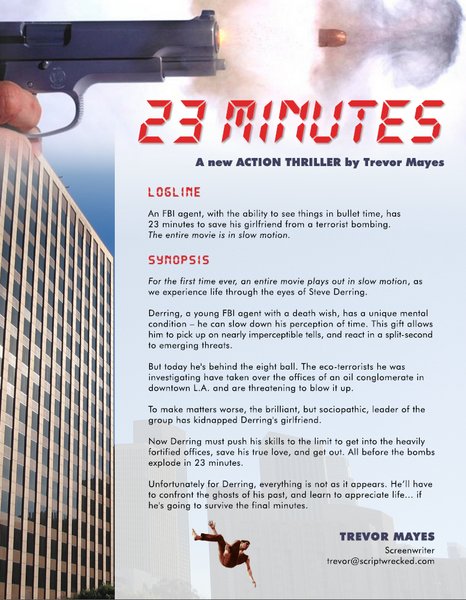 23 MINUTES
A new ACTION THRILLER by Trevor Mayes
LOGLINE
An FBI agent, with the ability to see things in bullet time, has
23 minutes to save his girlfriend from a terrorist bombing.
The entire movie is in slow motion.
SYNOPSIS
For the first time ever, an entire movie plays out in slow motion, as
we experience life through the eyes of Steve Derring.
Derring, a young FBI agent with a death wish, has a unique mental
condition – he can slow down his perception of time. This gift allows
him to pick up on nearly imperceptible tells, and react in a split-second
to emerging threats.
But today he's behind the eight ball. The eco-terrorists he was
investigating have taken over the offices of an oil conglomerate in
downtown L.A. and are threatening to blow it up.
To make matters worse, the brilliant, but sociopathic, leader of the
group has kidnapped Derring's girlfriend.
Now Derring must push his skills to the limit to get into the heavily
fortified offices, save his true love, and get out. All before the bombs
explode in 23 minutes.
Unfortunately for Derring, everything is not as it appears. He'll have
to confront the ghosts of his past, and learn to appreciate life... if
he's going to survive the final minutes.
TREVOR MAYES
Screenwriter
trevor@scriptwrecked.com